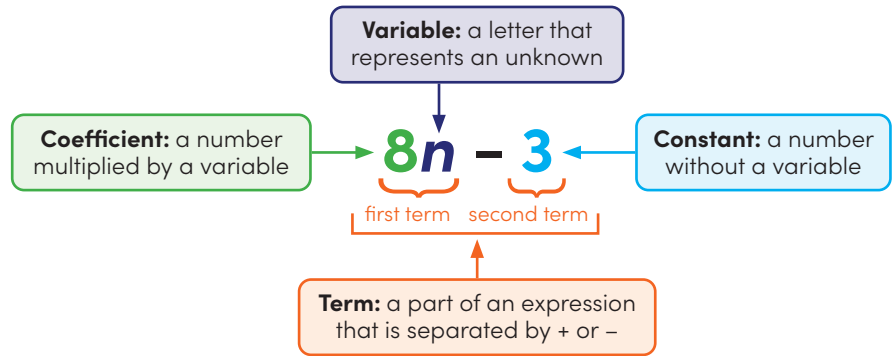 Variable: a letter that
represents an unknown
Coefficient: a number
multiplied by a variable
8n – 3
Constant: a number
without a variable
first term second term
Term: a part of an expression
that is separated by + or –